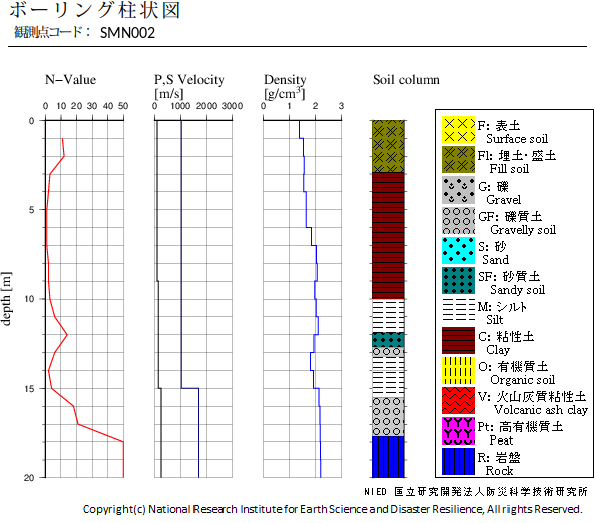 ボーリング柱状図
観測点コード： SMN002
N−Value
P,S Velocity
[m/s]
Density
[g/cm3]
Soil column
0 10 20 30 40 50
0 1000 2000 3000
0 1 2 3
depth [m]
0
5
10
15
20
F: 表土
Surface soil
Fl: 埋土・盛土
Fill soil
G: 礫
Gravel
GF: 礫質土
Gravelly soil
S: 砂
Sand
SF: 砂質土
Sandy soil
M: シルト
Silt
C: 粘性土
Clay
O: 有機質土
Organic soil
V: 火山灰質粘性土
Volcanic ash clay
Pt: 高有機質土
Peat
R: 岩盤
Rock
NIED 国立研究開発法人防災科学技術研究所
Copyright(c) National Research Institute for Earth Science and Disaster Resilience, All rights Reserved.